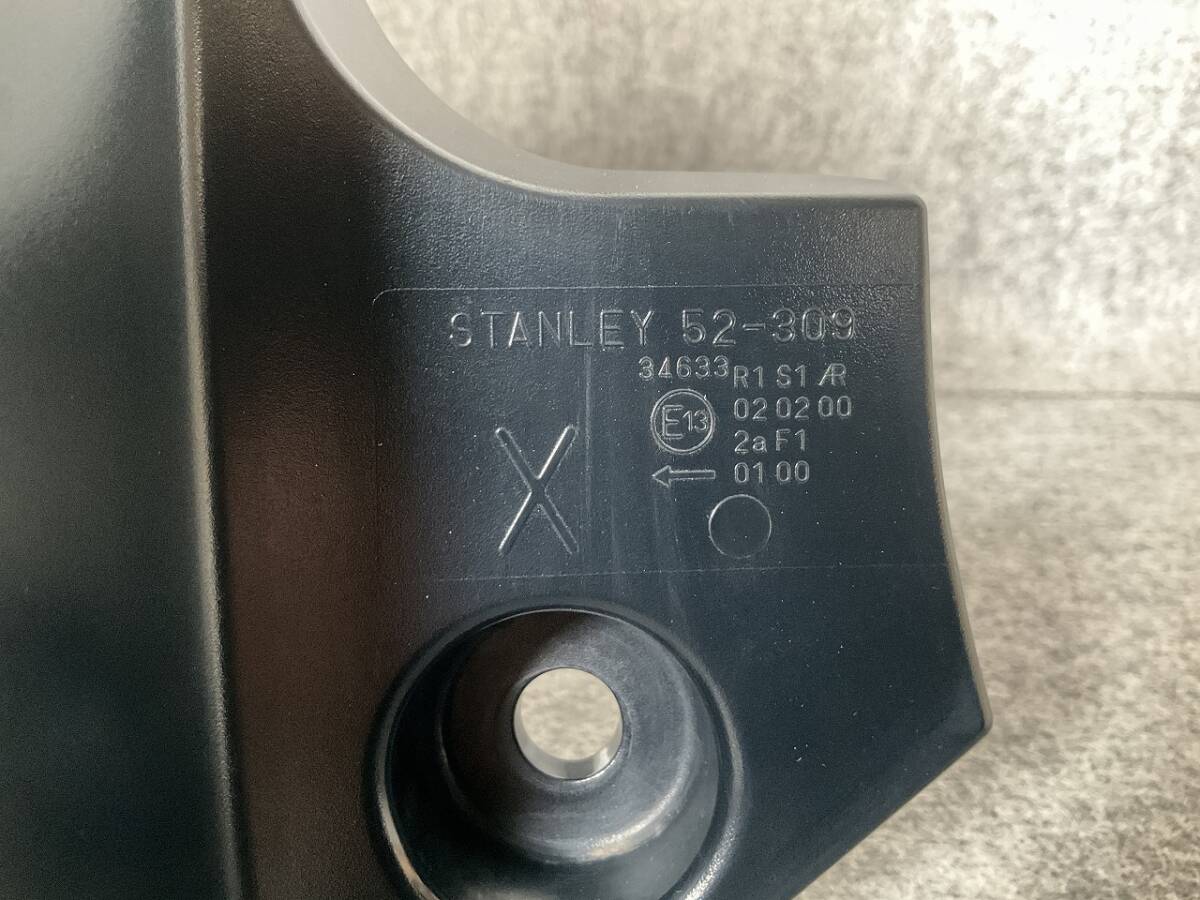 STANLEY 52-309
34633 R1 S1 AR
E13 02 02 00
2a F1
X
← 01 00